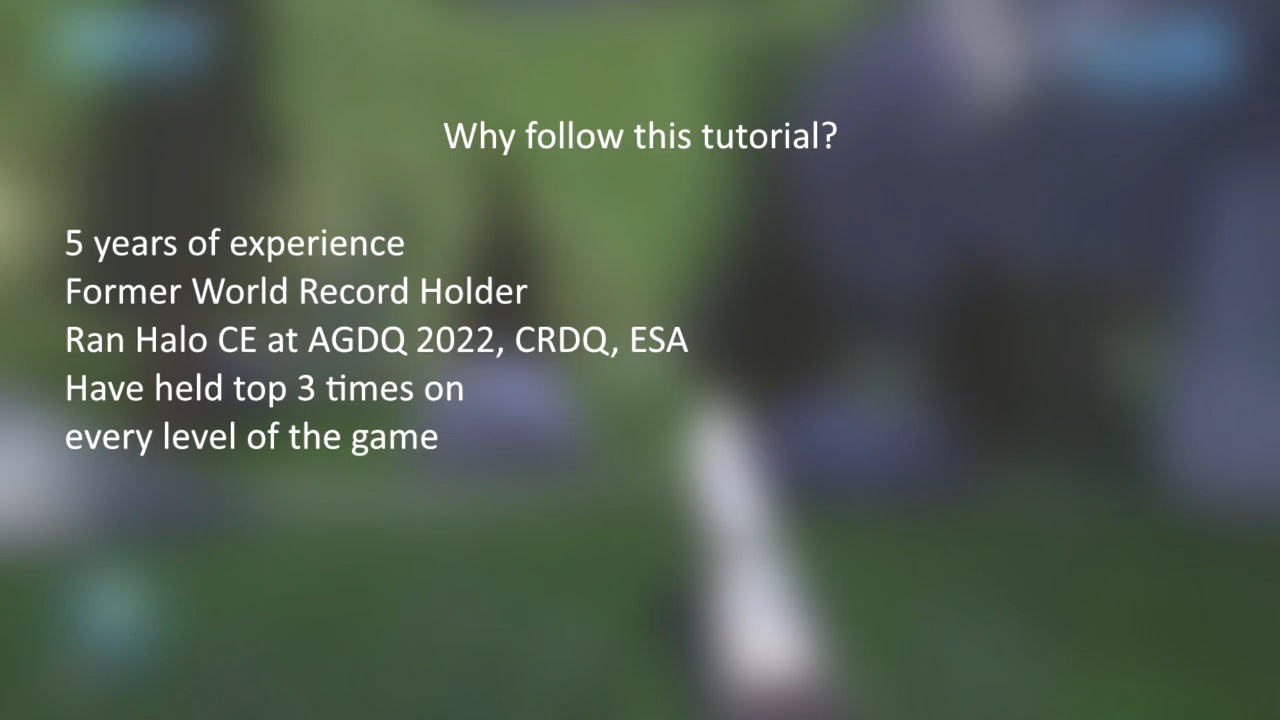 Why follow this tutorial?
5 years of experience
Former World Record Holder
Ran Halo CE at AGDQ 2022, CRDQ, ESA
Have held top 3 times on
every level of the game